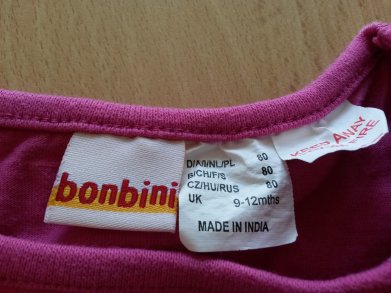 bonbini
D/A/I/NL/PL 80
B/CH/F/S 80
CZ/HU/RUS 80
UK 9-12mths
MADE IN INDIA
KEEP AWAY
FIRE